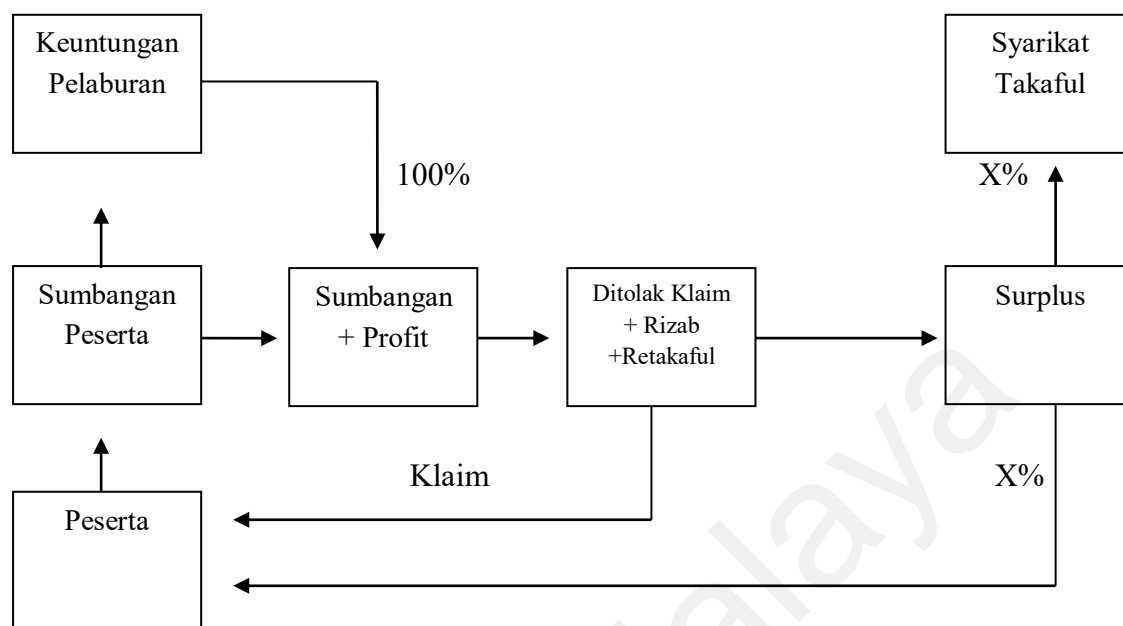 Keuntungan
Pelaburan
Syarikat
Takaful
100%
X%
Sumbangan
Peserta
Sumbangan
+ Profit
Ditolak Klaim
+ Rizab
+Retakaful
Surplus
Klaim
X%
Peserta